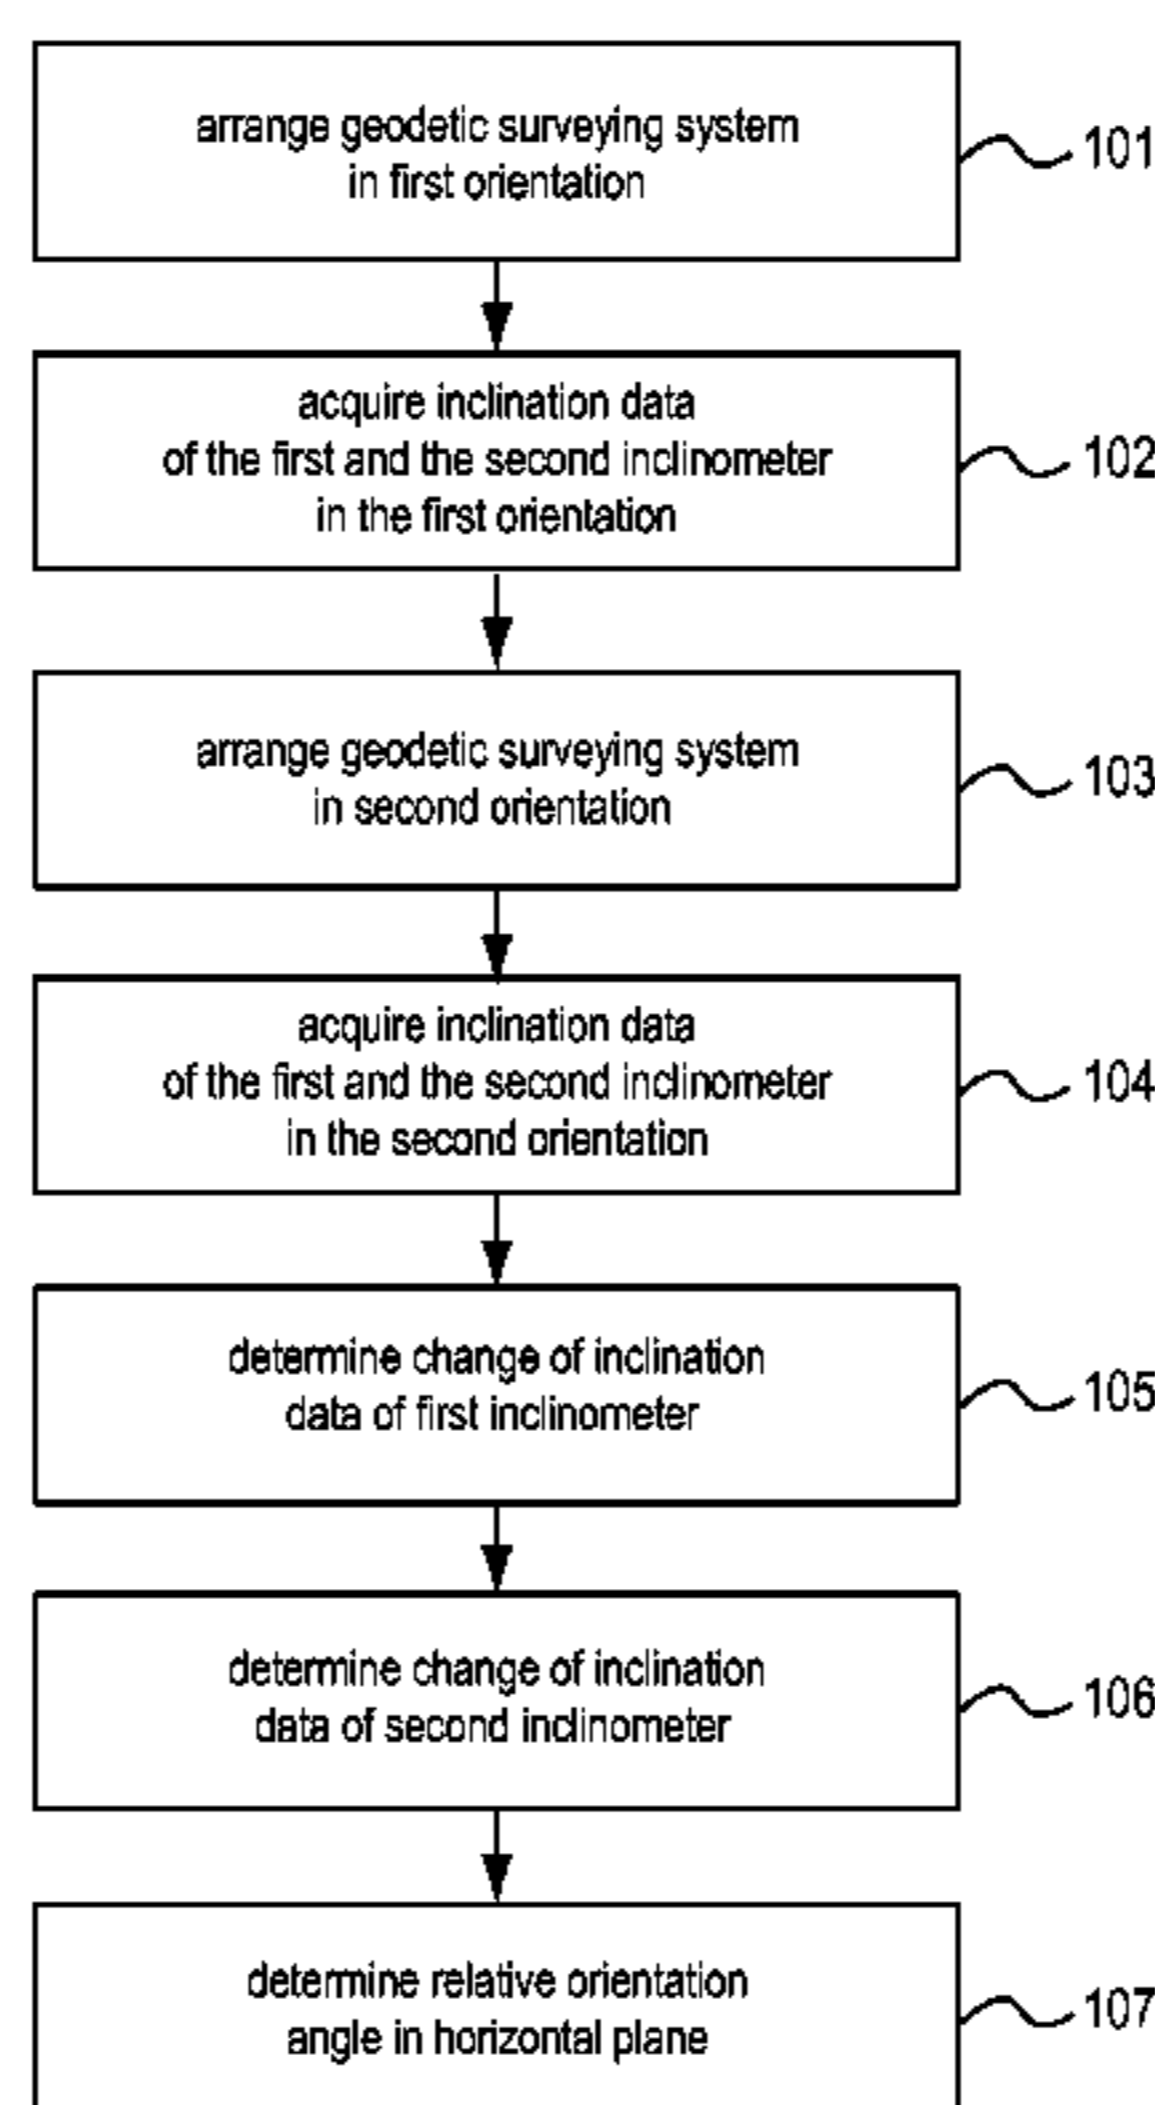 arrange geodetic surveying system
in first orientation
101
acquire inclination data
of the first and the second inclinometer
in the first orientation
102
arrange geodetic surveying system
in second orientation
103
acquire inclination data
of the first and the second inclinometer
in the second orientation
104
determine change of inclination
data of first inclinometer
105
determine change of inclination
data of second inclinometer
106
determine relative orientation
angle in horizontal plane
107